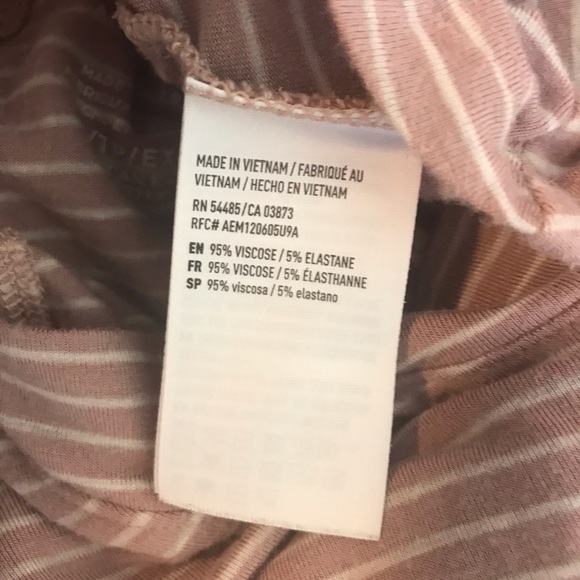 MADE IN VIETNAM / FABRIQUÉ AU
VIETNAM / HECHO EN VIETNAM
RN 54485/CA 03873
RFC# AEM120605U9A
EN 95% VISCOSE / 5% ELASTANE
FR 95% VISCOSE / 5% ÉLASTHANNE
SP 95% viscosa / 5% elastano